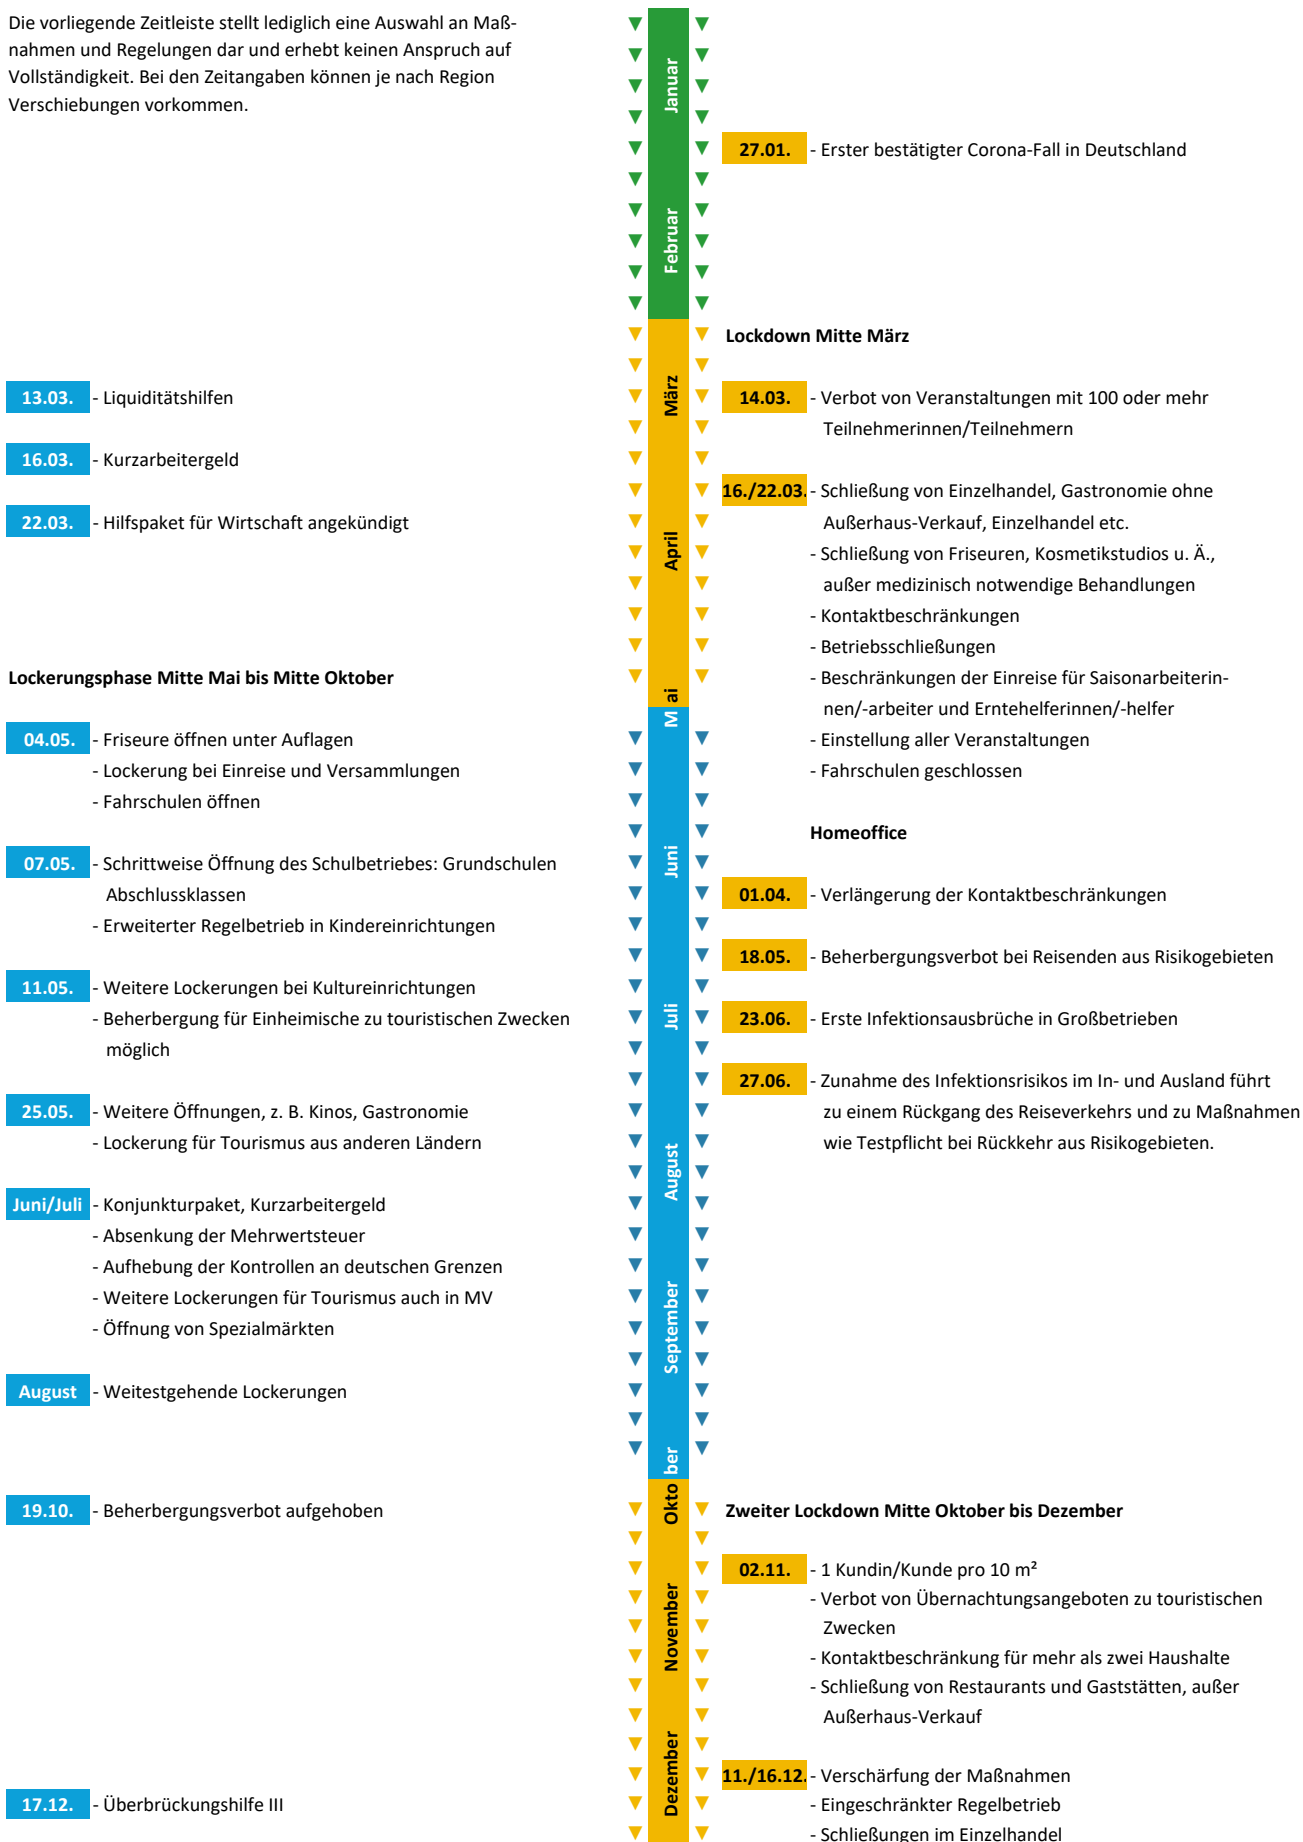 Die vorliegende Zeitleiste stellt lediglich eine Auswahl an Maß-
nahmen und Regelungen dar und erhebt keinen Anspruch auf
Vollständigkeit. Bei den Zeitangaben können je nach Region
Verschiebungen vorkommen.
13.03. - Liquiditätshilfen
16.03. - Kurzarbeitergeld
22.03. - Hilfspaket für Wirtschaft angekündigt
Lockerungsphase Mitte Mai bis Mitte Oktober
04.05. - Friseure öffnen unter Auflagen
- Lockerung bei Einreise und Versammlungen
- Fahrschulen öffnen
07.05. - Schrittweise Öffnung des Schulbetriebes: Grundschulen
Abschlussklassen
- Erweiterter Regelbetrieb in Kindereinrichtungen
11.05. - Weitere Lockerungen bei Kultureinrichtungen
- Beherbergung für Einheimische zu touristischen Zwecken
möglich
25.05. - Weitere Öffnungen, z. B. Kinos, Gastronomie
- Lockerung für Tourismus aus anderen Ländern
Juni/Juli - Konjunkturpaket, Kurzarbeitergeld
- Absenkung der Mehrwertsteuer
- Aufhebung der Kontrollen an deutschen Grenzen
- Weitere Lockerungen für Tourismus auch in MV
- Öffnung von Spezialmärkten
August - Weitestgehende Lockerungen
19.10. - Beherbergungsverbot aufgehoben
17.12. - Überbrückungshilfe III
Januar
Februar
März
April
Mai
Juni
Juli
August
September
Oktober
November
Dezember
27.01. - Erster bestätigter Corona-Fall in Deutschland
Lockdown Mitte März
14.03. - Verbot von Veranstaltungen mit 100 oder mehr
Teilnehmerinnen/Teilnehmern
16./22.03. - Schließung von Einzelhandel, Gastronomie ohne
Außerhaus-Verkauf, Einzelhandel etc.
- Schließung von Friseuren, Kosmetikstudios u. Ä.,
außer medizinisch notwendige Behandlungen
- Kontaktbeschränkungen
- Betriebsschließungen
- Beschränkungen der Einreise für Saisonarbeiterin-
nen/-arbeiter und Erntehelferinnen/-helfer
- Einstellung aller Veranstaltungen
- Fahrschulen geschlossen
Homeoffice
01.04. - Verlängerung der Kontaktbeschränkungen
18.05. - Beherbergungsverbot bei Reisenden aus Risikogebieten
23.06. - Erste Infektionsausbrüche in Großbetrieben
27.06. - Zunahme des Infektionsrisikos im In- und Ausland führt
zu einem Rückgang des Reiseverkehrs und zu Maßnahmen
wie Testpflicht bei Rückkehr aus Risikogebieten.
Zweiter Lockdown Mitte Oktober bis Dezember
02.11. - 1 Kundin/Kunde pro 10 m²
- Verbot von Übernachtungsangeboten zu touristischen
Zwecken
- Kontaktbeschränkung für mehr als zwei Haushalte
- Schließung von Restaurants und Gaststätten, außer
Außerhaus-Verkauf
11./16.12. - Verschärfung der Maßnahmen
- Eingeschränkter Regelbetrieb
- Schließungen im Einzelhandel